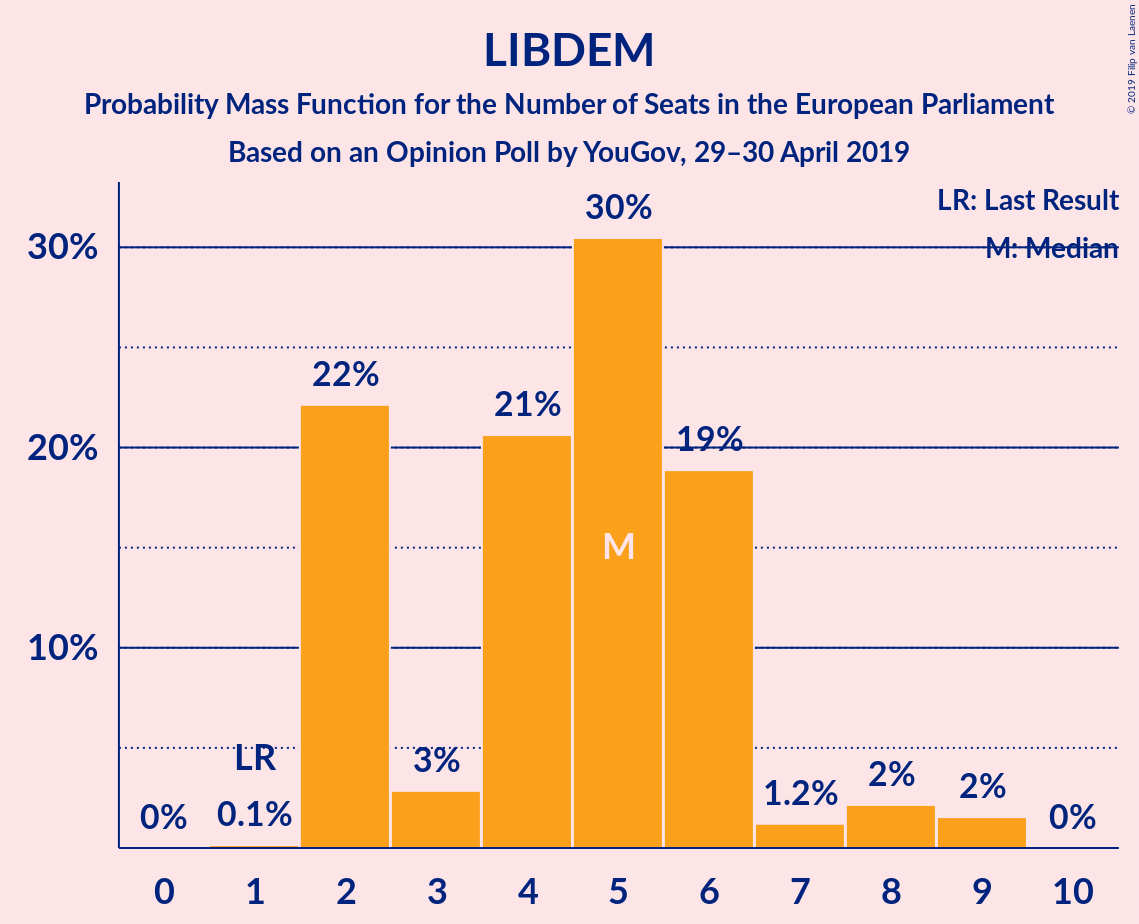 LIBDEM
Probability Mass Function for the Number of Seats in the European Parliament
Based on an Opinion Poll by YouGov, 29–30 April 2019
© 2019 Filip van Laenen
LR: Last Result
M: Median
30%
20%
10%
0%
LR
0.1%
22%
3%
21%
30%
M
19%
1.2%
2%
2%
0%
0 1 2 3 4 5 6 7 8 9 10